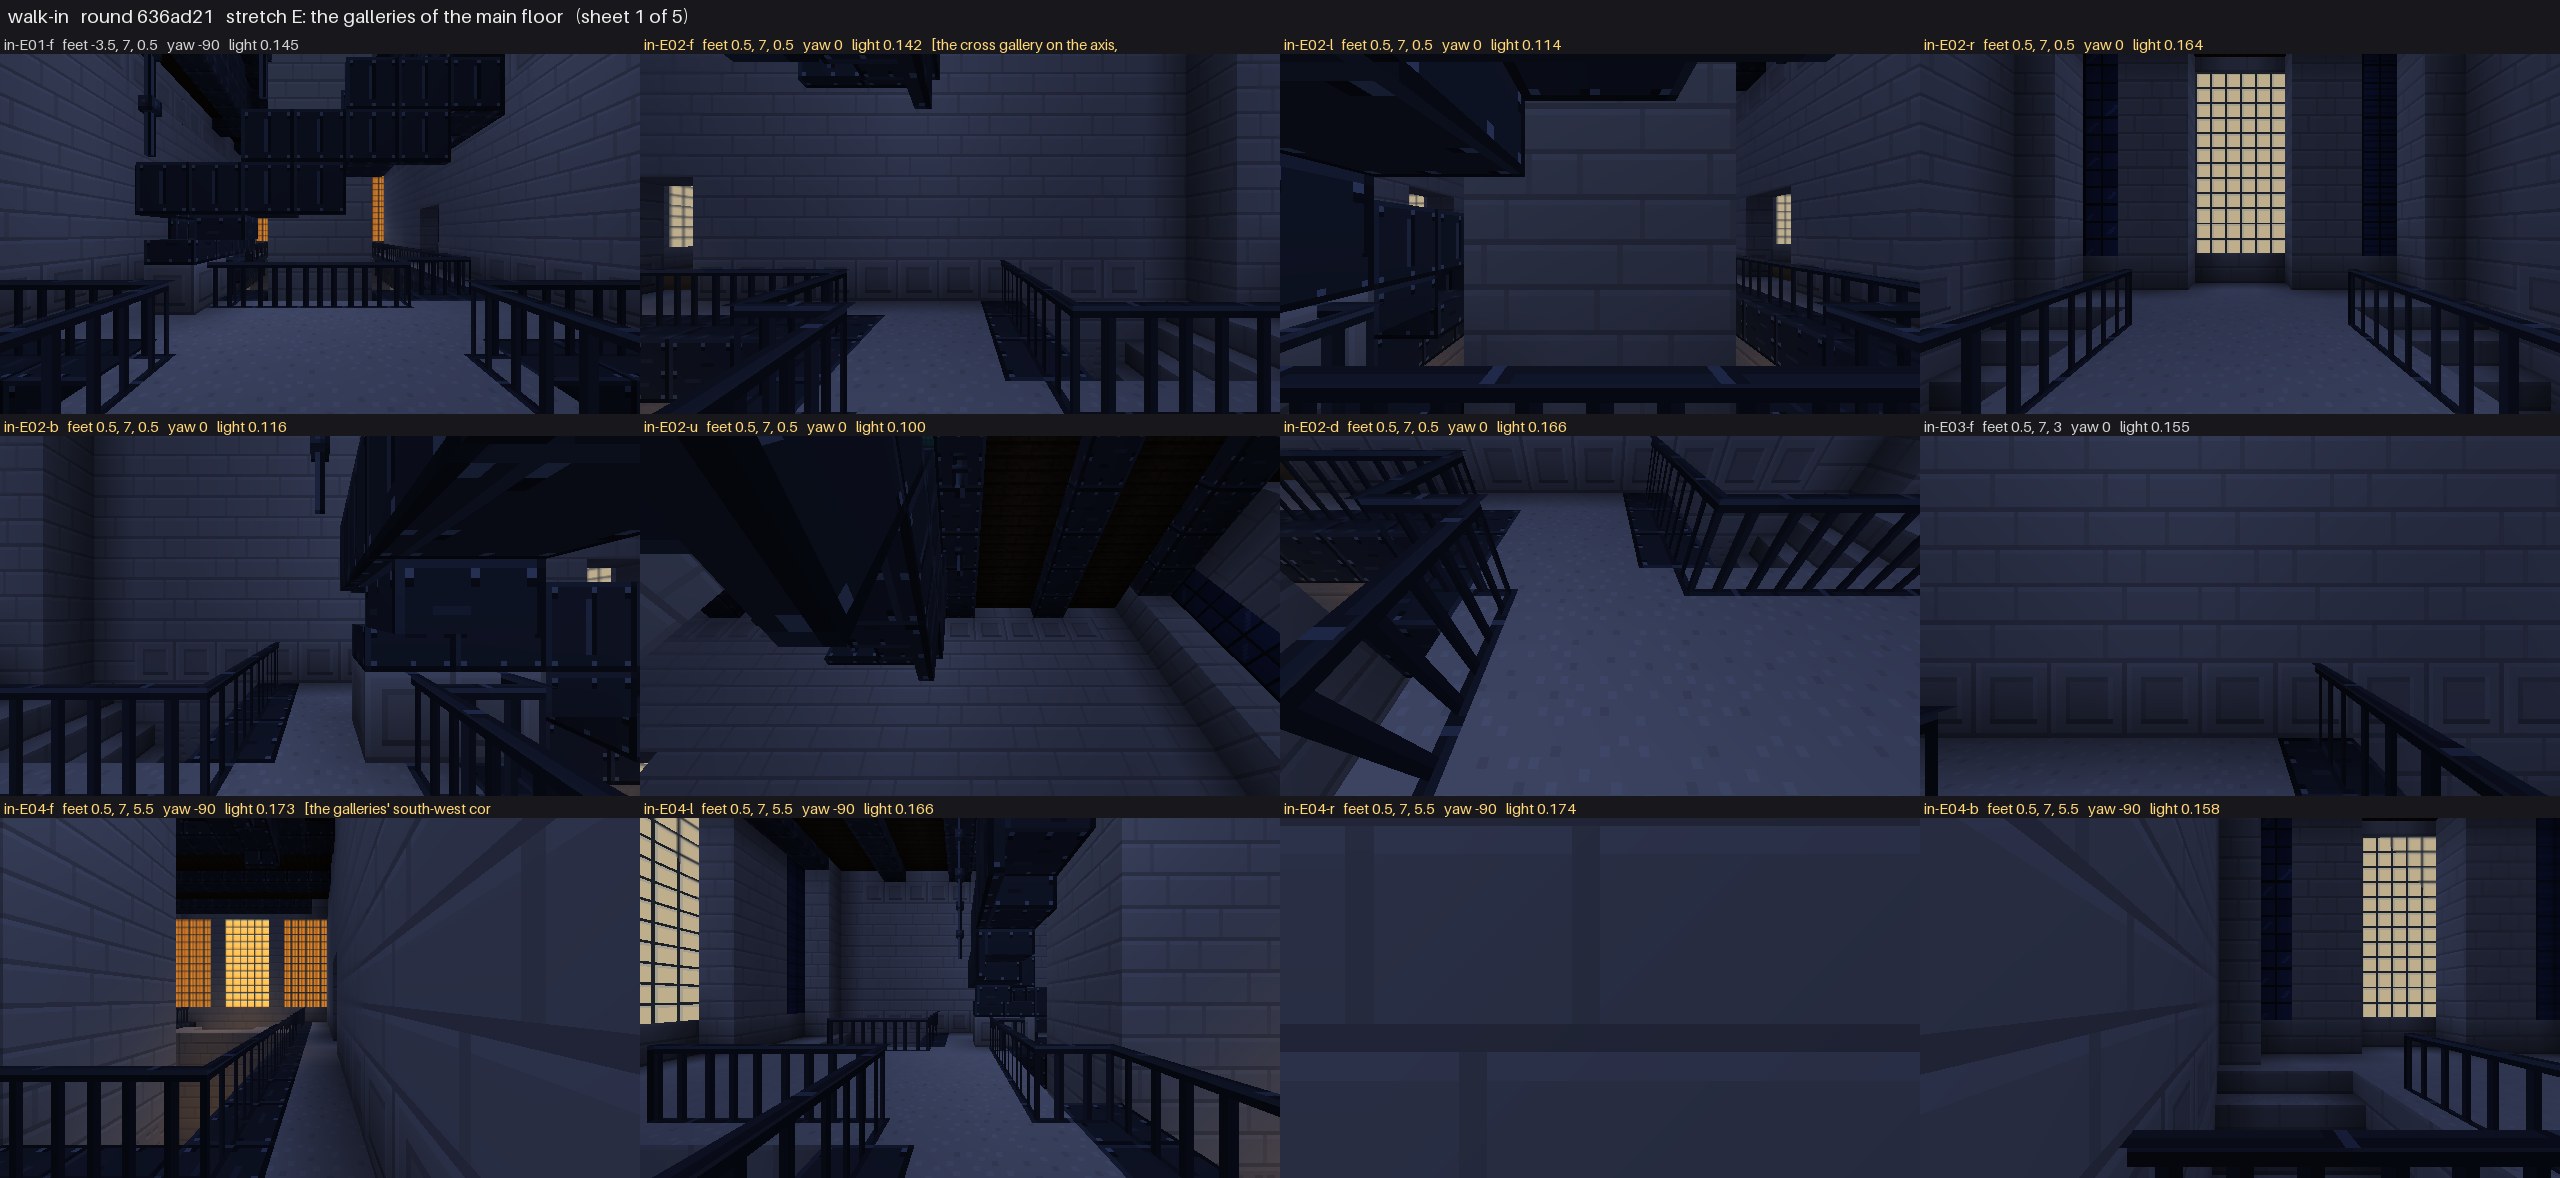 walk-in   round 636ad21   stretch E: the galleries of the main floor   (sheet 1 of 5)
in-E01-f  feet -3.5, 7, 0.5   yaw -90   light 0.145
in-E02-f  feet 0.5, 7, 0.5   yaw 0   light 0.142   [the cross gallery on the axis,
in-E02-l  feet 0.5, 7, 0.5   yaw 0   light 0.114
in-E02-r  feet 0.5, 7, 0.5   yaw 0   light 0.164
in-E02-b  feet 0.5, 7, 0.5   yaw 0   light 0.116
in-E02-u  feet 0.5, 7, 0.5   yaw 0   light 0.100
in-E02-d  feet 0.5, 7, 0.5   yaw 0   light 0.166
in-E03-f  feet 0.5, 7, 3   yaw 0   light 0.155
in-E04-f  feet 0.5, 7, 5.5   yaw -90   light 0.173   [the galleries' south-west cor
in-E04-l  feet 0.5, 7, 5.5   yaw -90   light 0.166
in-E04-r  feet 0.5, 7, 5.5   yaw -90   light 0.174
in-E04-b  feet 0.5, 7, 5.5   yaw -90   light 0.158